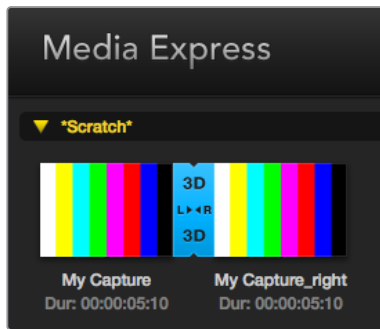 Media Express
*Scratch*
3D
L R
3D
My Capture My Capture_right
Dur: 00:00:05:10 Dur: 00:00:05:10